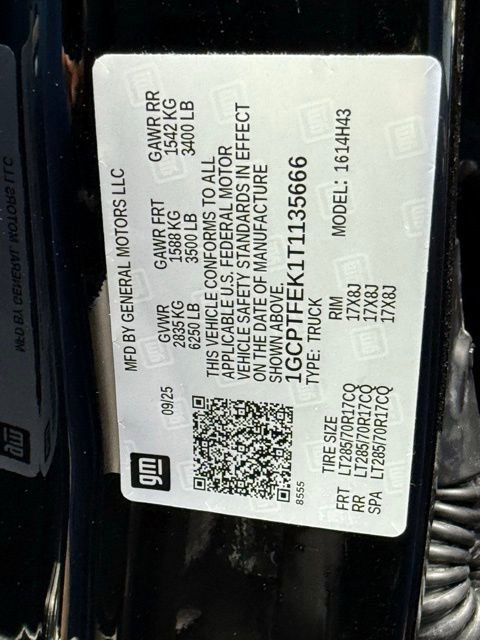 gm
MFD BY GENERAL MOTORS LLC
09/25
GVWR GAWR FRT GAWR RR
2835 KG 1588 KG 1542 KG
6250 LB 3500 LB 3400 LB
THIS VEHICLE CONFORMS TO ALL
APPLICABLE U.S. FEDERAL MOTOR
VEHICLE SAFETY STANDARDS IN EFFECT
ON THE DATE OF MANUFACTURE
SHOWN ABOVE.
1GCPTFEK1T1135666
8555
TYPE: TRUCK MODEL: 1614H43
TIRE SIZE RIM
FRT LT285/70R17CQ 17X8J
RR LT285/70R17CQ 17X8J
SPA LT285/70R17CQ 17X8J